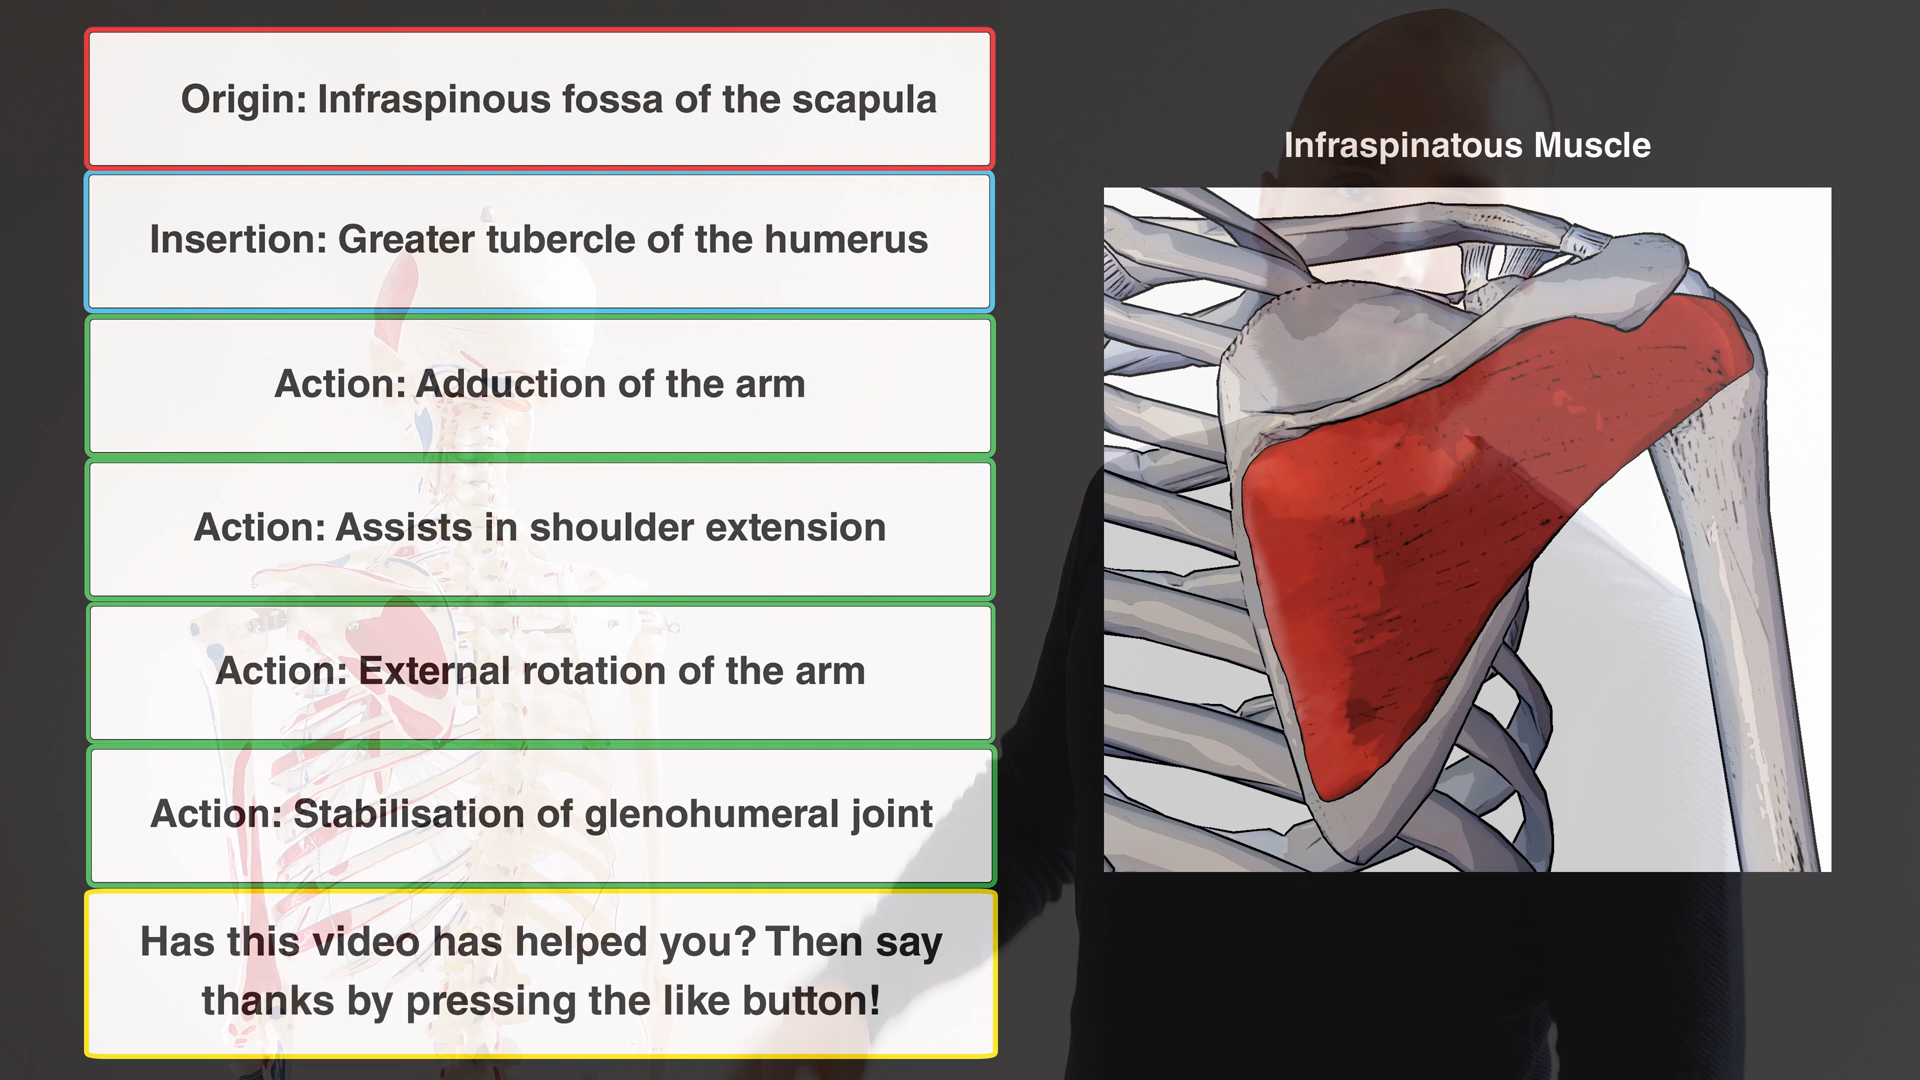 Origin: Infraspinous fossa of the scapula
Insertion: Greater tubercle of the humerus
Action: Adduction of the arm
Action: Assists in shoulder extension
Action: External rotation of the arm
Action: Stabilisation of glenohumeral joint
Has this video has helped you? Then say
thanks by pressing the like button!
Infraspinatous Muscle